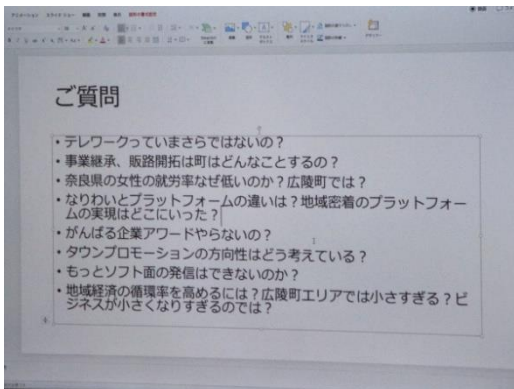 ご質問
・テレワークっていまさらではないの？
・事業継承、販路開拓は町はどんなことするの？
・奈良県の女性の就労率なぜ低いのか？広陵町では？
・なりわいとプラットフォームの違いは？地域密着のプラットフォー
ムの実現はどこにいった？
・がんばる企業アワードやらないの？
・タウンプロモーションの方向性はどう考えている？
・もっとソフト面の発信はできないのか？
・地域経済の循環率を高めるには？広陵町エリアでは小さすぎる？ビ
ジネスが小さくなりすぎるのでは？